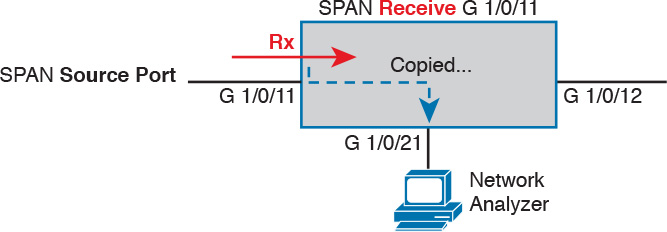 SPAN Receive G 1/0/11
Rx
Copied...
SPAN Source Port
G 1/0/11
G 1/0/12
G 1/0/21
Network
Analyzer